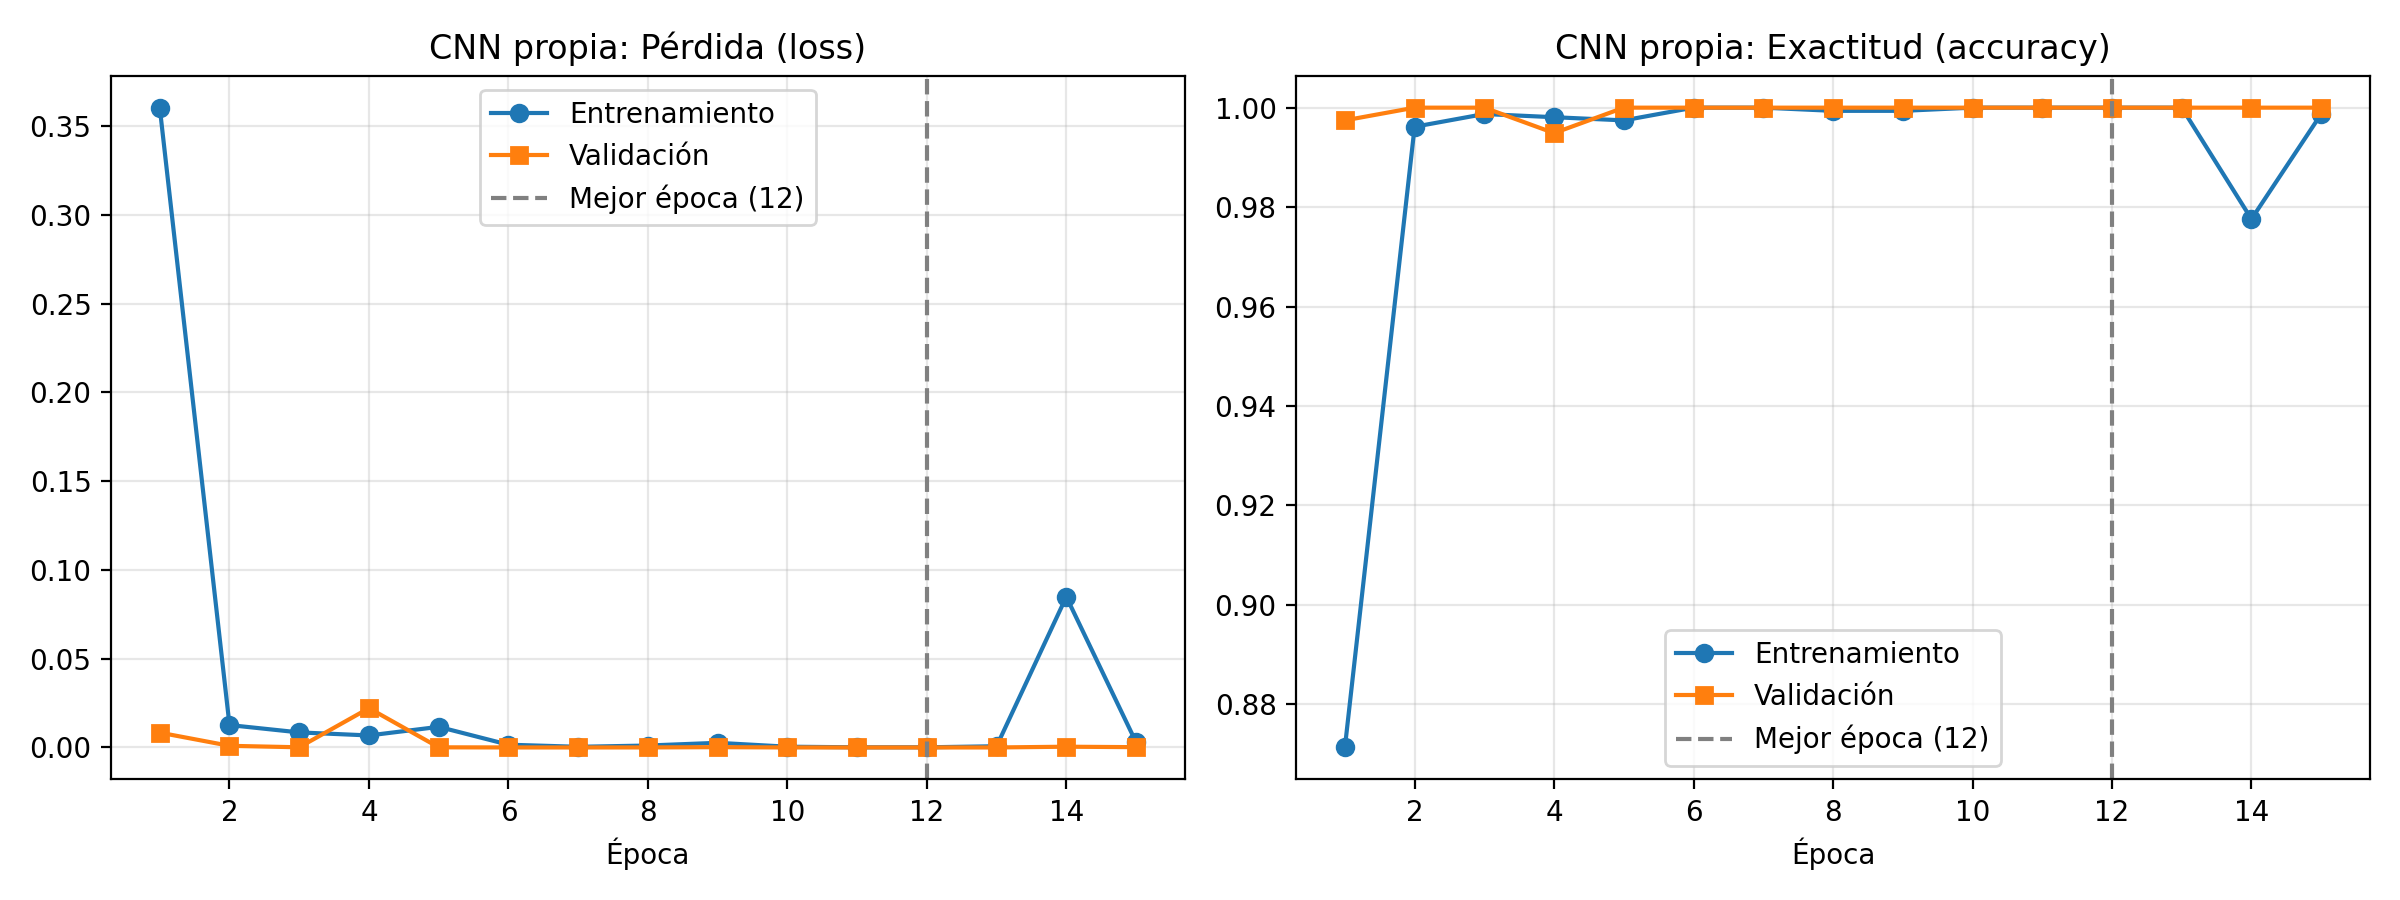 CNN propia: Pérdida (loss)
0.35
0.30
0.25
0.20
0.15
0.10
0.05
0.00
Entrenamiento
Validación
Mejor época (12)
2 4 6 8 10 12 14
Época
CNN propia: Exactitud (accuracy)
1.00
0.98
0.96
0.94
0.92
0.90
0.88
Entrenamiento
Validación
Mejor época (12)
2 4 6 8 10 12 14
Época